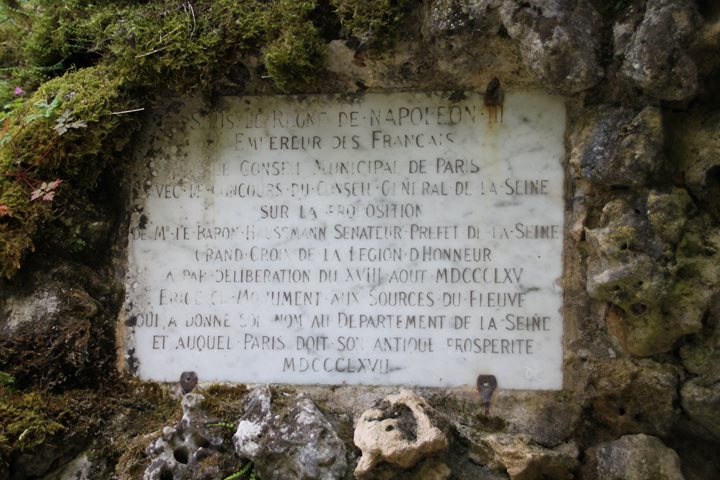 SOUS·LE·REGNE·DE·NAPOLEON·III
EMPEREUR DES FRANÇAIS
LE CONSEIL MUNICIPAL DE PARIS
AVEC·LE·CONCOURS·DU·CONSEIL·GENERAL·DE·LA·SEINE
SUR LA PROPOSITION
DE Mr LE BARON HAUSSMANN SENATEUR PREFET DE LA SEINE
GRAND CROIX DE LA LEGION D'HONNEUR
A PAR DELIBERATION DU XVIII AOUT MDCCCLXV
ERIGE CE MONUMENT AUX SOURCES DU FLEUVE
QUI A DONNE SON NOM AU DEPARTEMENT DE LA SEINE
ET AUQUEL PARIS DOIT SON ANTIQUE PROSPERITE
MDCCCLXVII